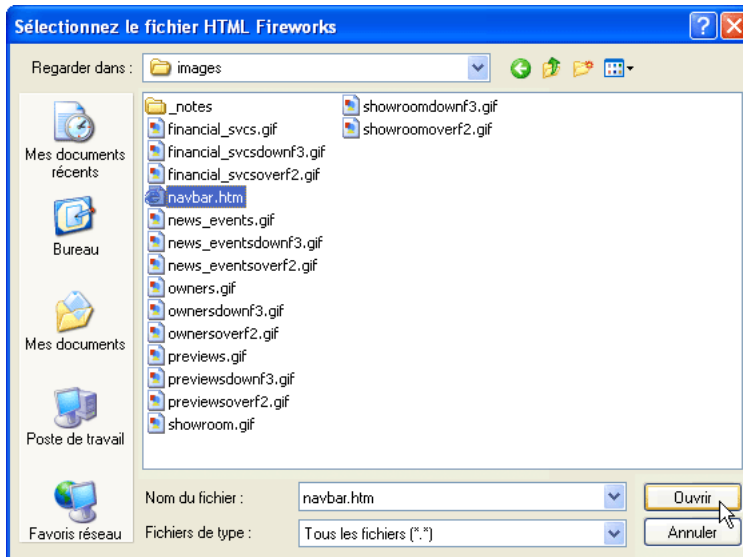 Sélectionnez le fichier HTML Fireworks
Regarder dans :
images
Mes documents
récents
Bureau
Mes documents
Poste de travail
Favoris réseau
_notes
financial_svcs.gif
financial_svcsdownf3.gif
financial_svcsoverf2.gif
navbar.htm
news_events.gif
news_eventsdownf3.gif
news_eventsoverf2.gif
owners.gif
ownersdownf3.gif
ownersoverf2.gif
previews.gif
previewsdownf3.gif
previewsoverf2.gif
showroom.gif
showroomdownf3.gif
showroomoverf2.gif
Nom du fichier :
navbar.htm
Ouvrir
Fichiers de type :
Tous les fichiers (*.*)
Annuler